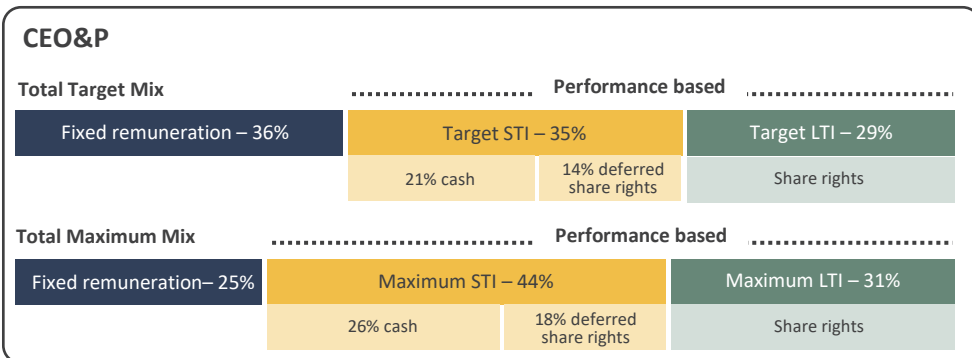 CEO&P
Total Target Mix
Performance based
Fixed remuneration – 36%
Target STI – 35%
Target LTI – 29%
21% cash
14% deferred
share rights
Share rights
Total Maximum Mix
Performance based
Fixed remuneration– 25%
Maximum STI – 44%
Maximum LTI – 31%
26% cash
18% deferred
share rights
Share rights